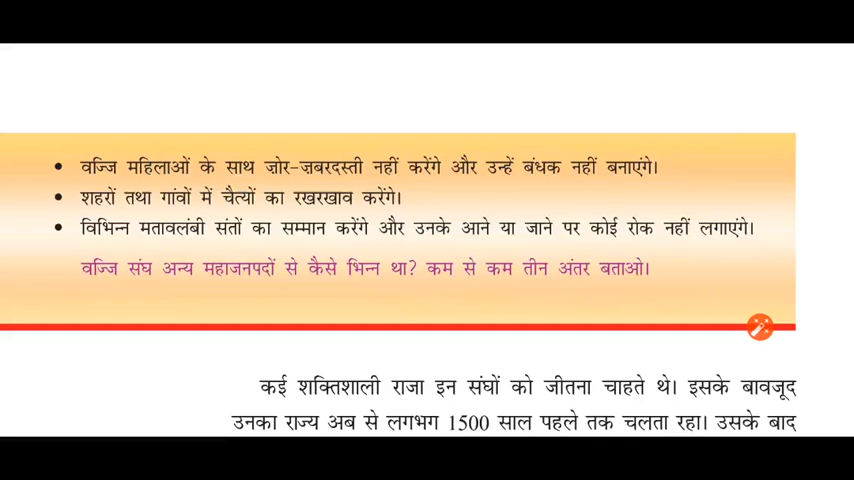 • वज्जि महिलाओं के साथ ज़ोर-ज़बरदस्ती नहीं करेंगे और उन्हें बंधक नहीं बनाएंगे।
• शहरों तथा गांवों में चैत्यों का रखरखाव करेंगे।
• विभिन्न मतावलंबी संतों का सम्मान करेंगे और उनके आने या जाने पर कोई रोक नहीं लगाएंगे।
वज्जि संघ अन्य महाजनपदों से कैसे भिन्न था? कम से कम तीन अंतर बताओ।
कई शक्तिशाली राजा इन संघों को जीतना चाहते थे। इसके बावजूद
उनका राज्य अब से लगभग 1500 साल पहले तक चलता रहा। उसके बाद